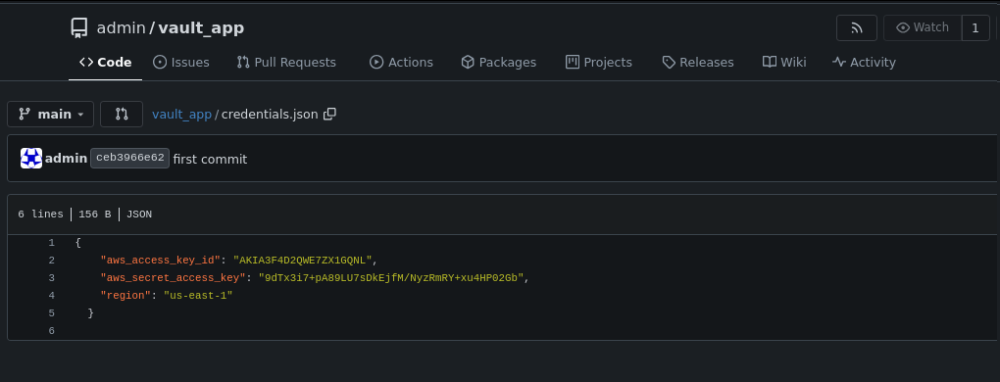 admin/vault_app
Watch 1
Code Issues Pull Requests Actions Packages Projects Releases Wiki Activity
main vault_app/credentials.json
admin ceb3966e62 first commit
6 lines 156 B JSON
1 {
2 "aws_access_key_id": "AKIA3F4D2QWE7ZX1GQNL",
3 "aws_secret_access_key": "9dTx3i7+pA89LU7sDkEjfM/NyzRmRY+xu4HP02Gb",
4 "region": "us-east-1"
5 }
6